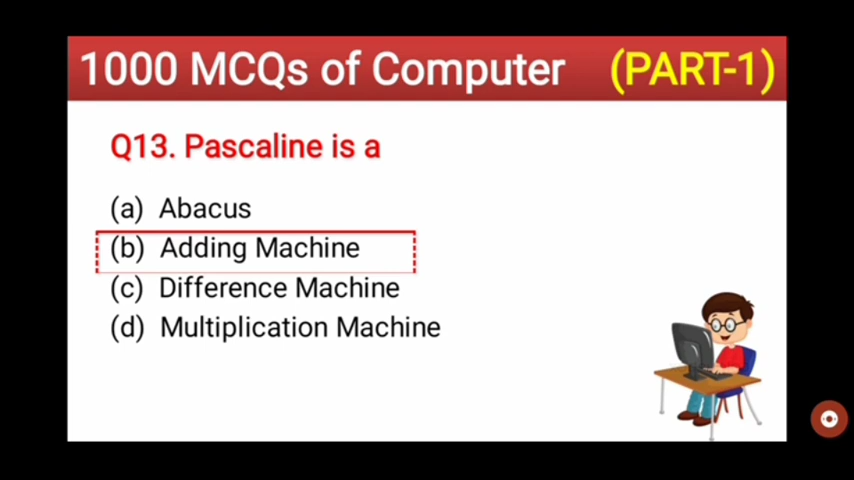 1000 MCQs of Computer (PART-1)
Q13. Pascaline is a
(a) Abacus
(b) Adding Machine
(c) Difference Machine
(d) Multiplication Machine